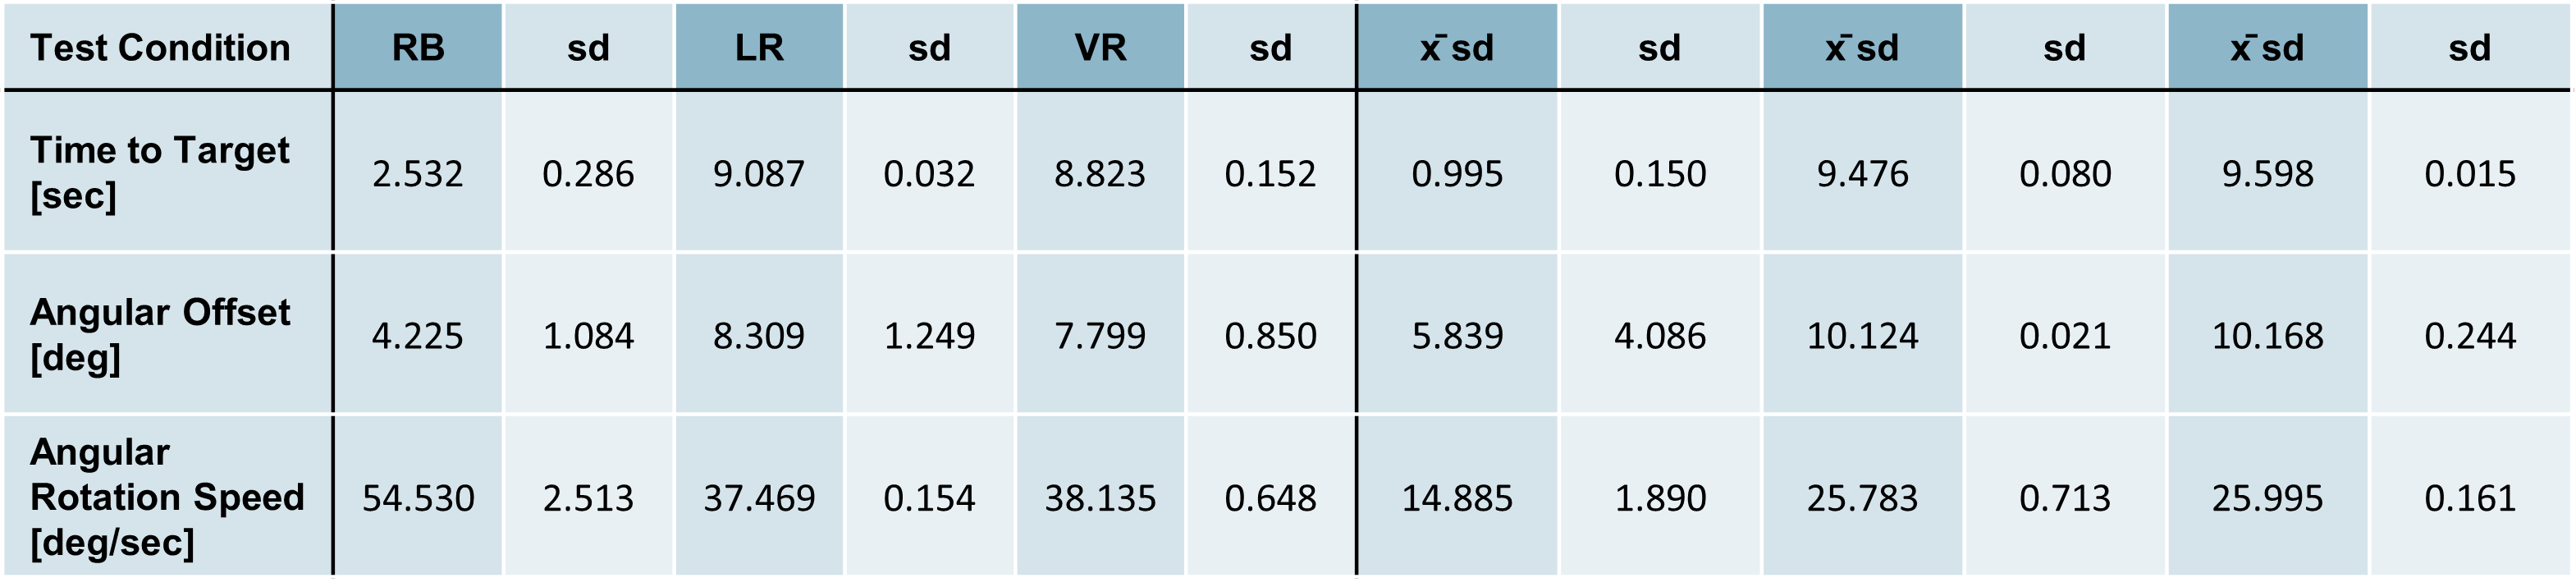 Test Condition RB sd LR sd VR sd x̄ sd sd x̄ sd sd x̄ sd sd
Time to Target
[sec] 2.532 0.286 9.087 0.032 8.823 0.152 0.995 0.150 9.476 0.080 9.598 0.015
Angular Offset
[deg] 4.225 1.084 8.309 1.249 7.799 0.850 5.839 4.086 10.124 0.021 10.168 0.244
Angular
Rotation Speed 54.530 2.513 37.469 0.154 38.135 0.648 14.885 1.890 25.783 0.713 25.995 0.161
[deg/sec]